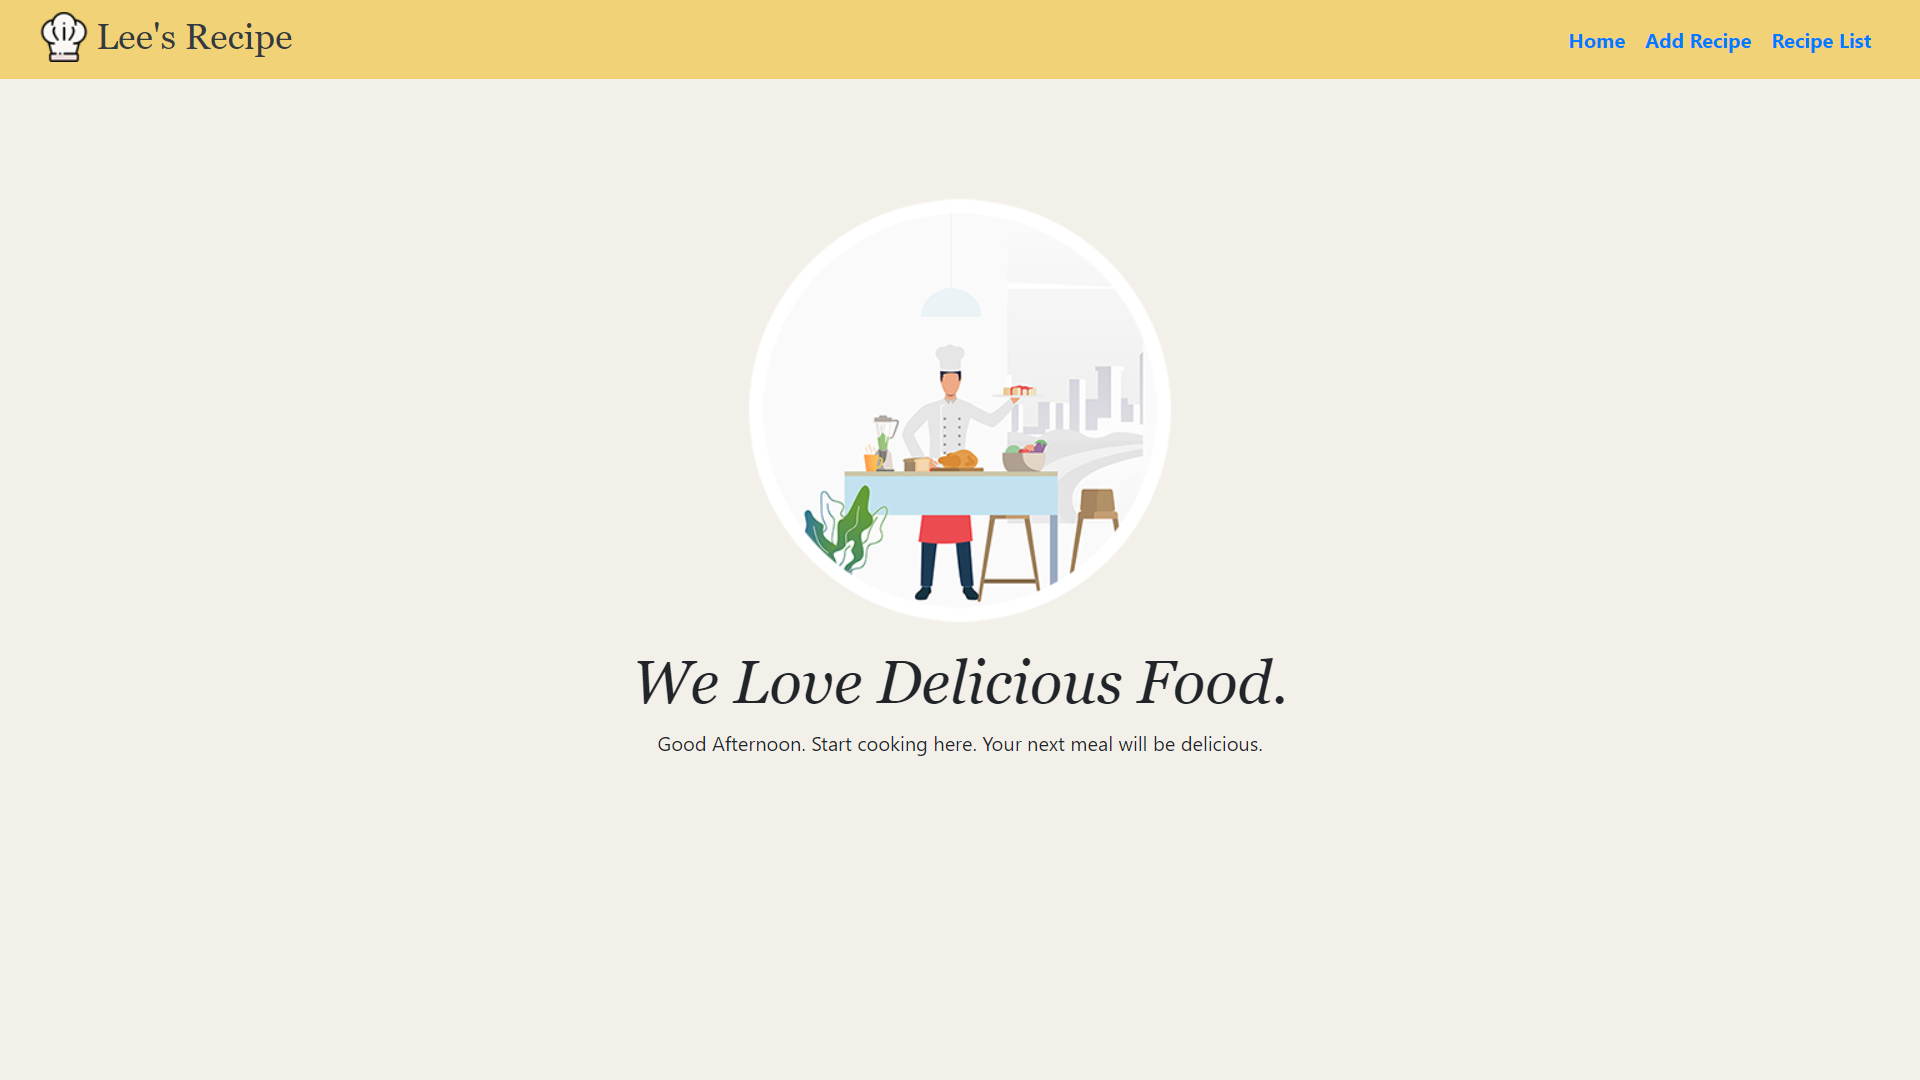 Lee's Recipe
Home Add Recipe Recipe List
We Love Delicious Food.
Good Afternoon. Start cooking here. Your next meal will be delicious.